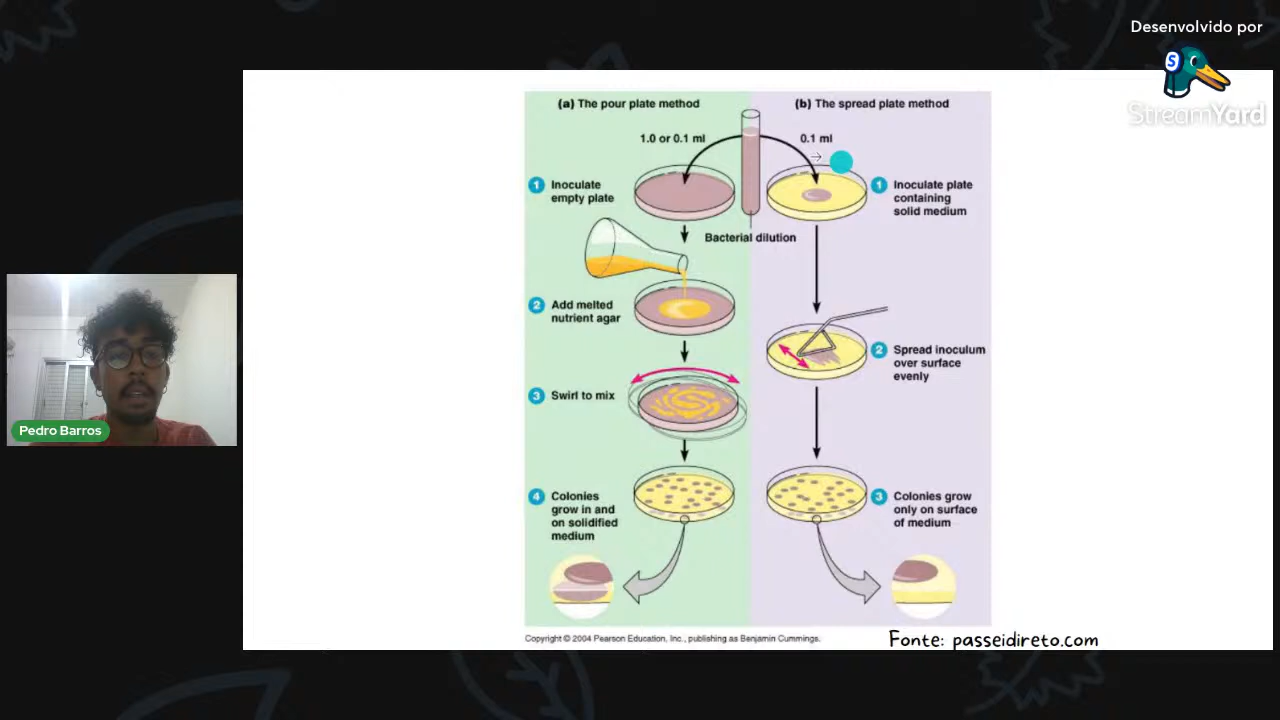 Desenvolvido por
S
StreamYard
(a) The pour plate method
(b) The spread plate method
1.0 or 0.1 ml
0.1 ml
1 Inoculate
empty plate
1 Inoculate plate
containing
solid medium
Bacterial dilution
2 Add melted
nutrient agar
2 Spread inoculum
over surface
evenly
3 Swirl to mix
4 Colonies
grow in and
on solidified
medium
3 Colonies grow
only on surface
of medium
Pedro Barros
Copyright © 2004 Pearson Education, Inc., publishing as Benjamin Cummings.
Fonte: passeidireto.com